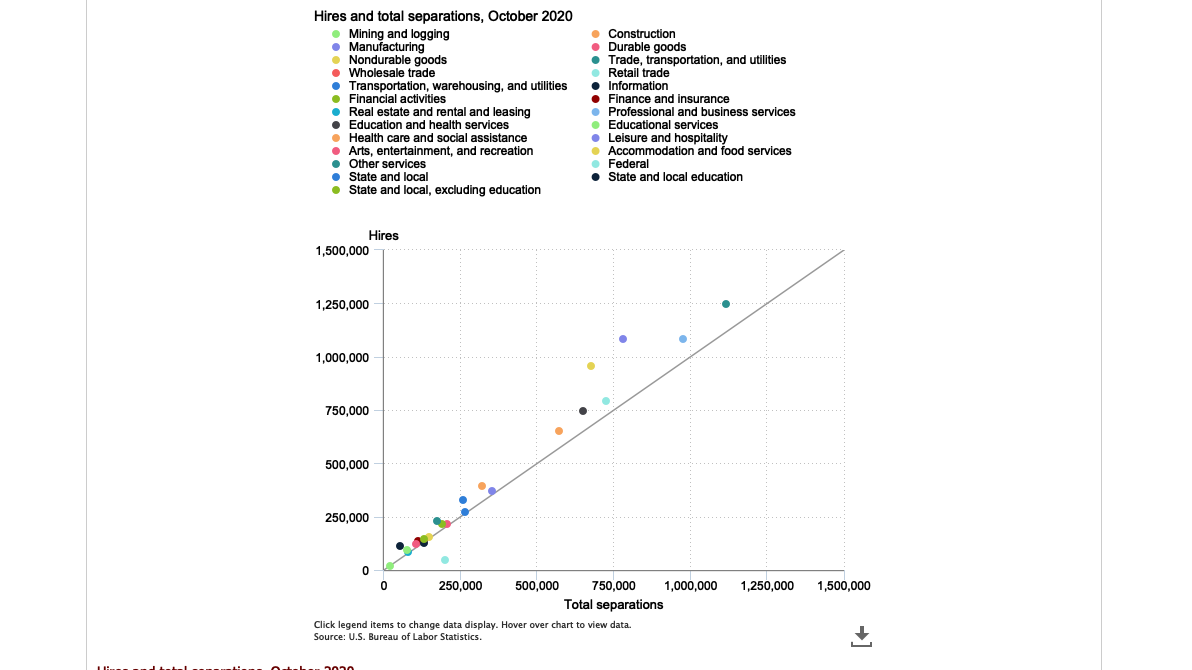 Hires and total separations, October 2020
Mining and logging
Construction
Manufacturing
Durable goods
Nondurable goods
Trade, transportation, and utilities
Wholesale trade
Retail trade
Transportation, warehousing, and utilities
Information
Financial activities
Finance and insurance
Real estate and rental and leasing
Professional and business services
Education and health services
Educational services
Health care and social assistance
Leisure and hospitality
Arts, entertainment, and recreation
Accommodation and food services
Other services
Federal
State and local
State and local education
State and local, excluding education
Hires
1,500,000
1,250,000
1,000,000
750,000
500,000
250,000
0
0 250,000 500,000 750,000 1,000,000 1,250,000 1,500,000
Total separations
Click legend items to change data display. Hover over chart to view data.
Source: U.S. Bureau of Labor Statistics.
Hires and total separations, October 2020